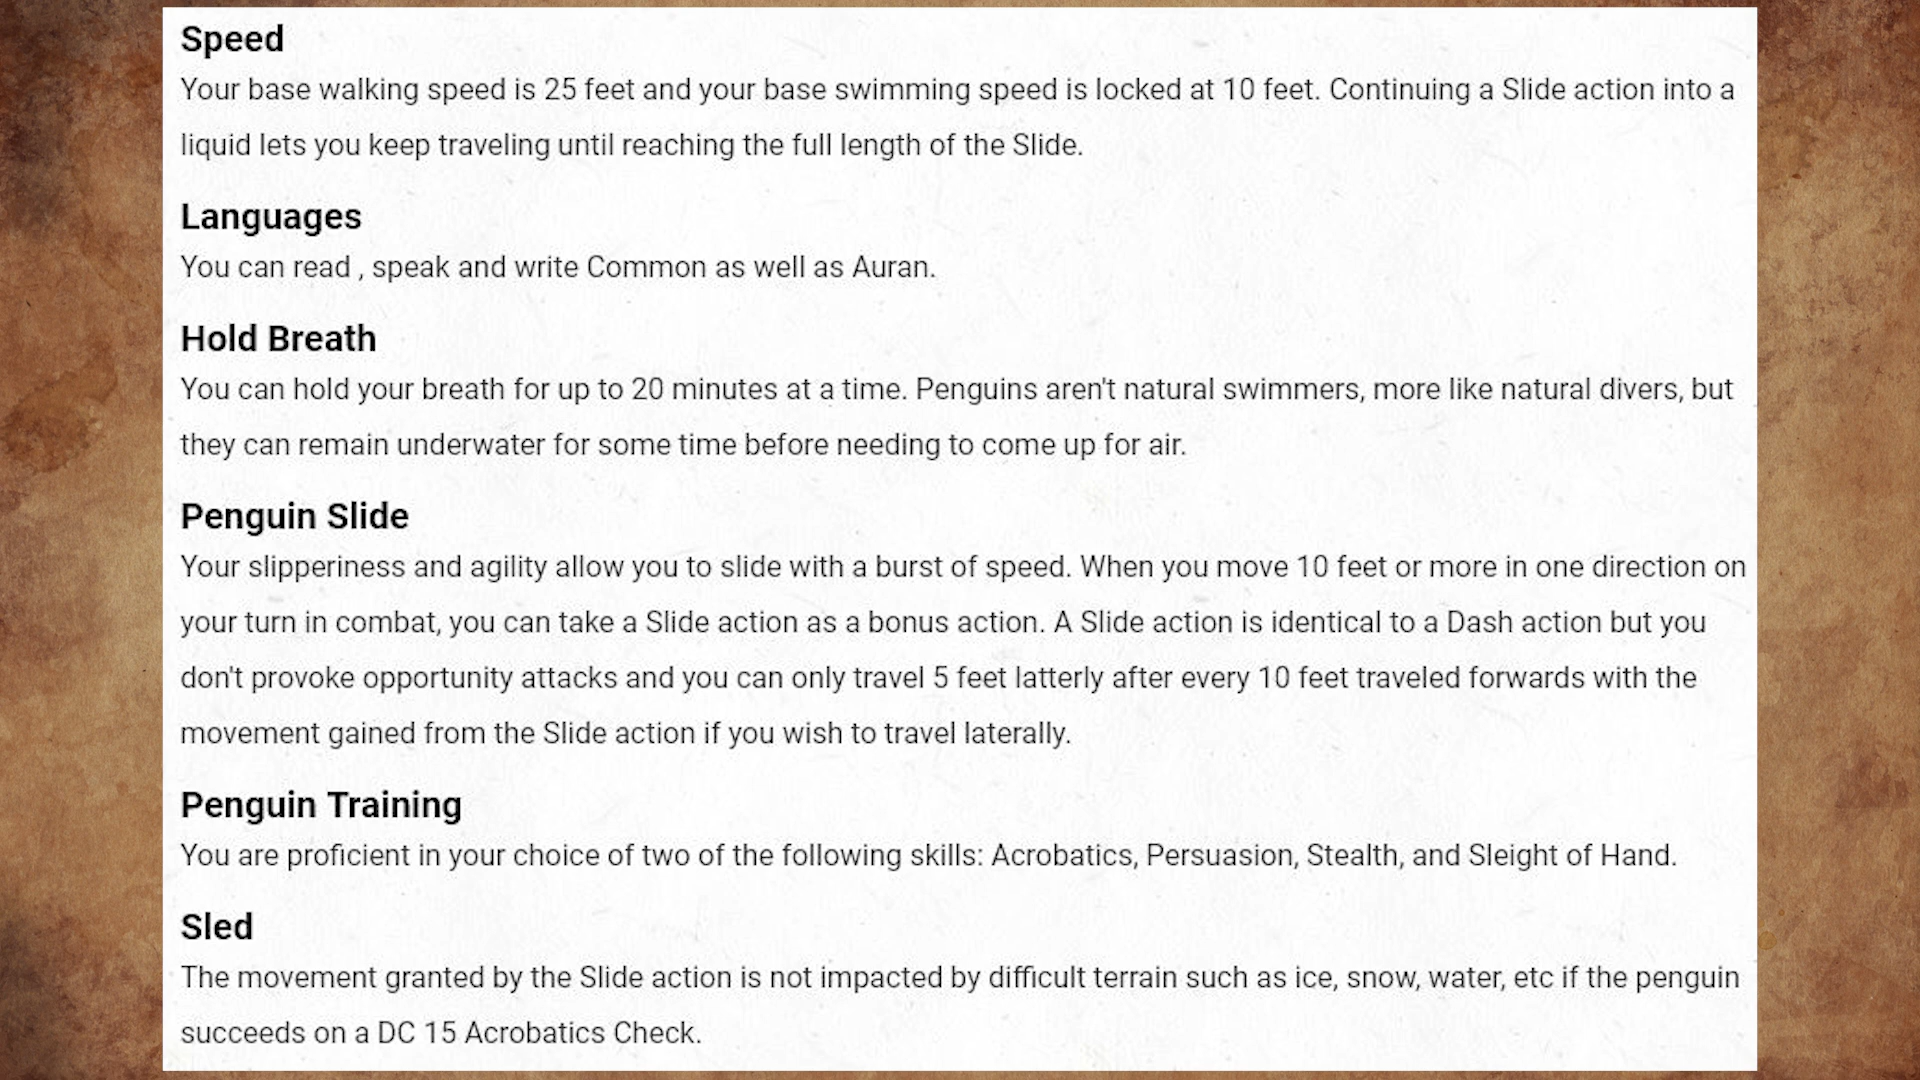 Speed
Your base walking speed is 25 feet and your base swimming speed is locked at 10 feet. Continuing a Slide action into a
liquid lets you keep traveling until reaching the full length of the Slide.
Languages
You can read , speak and write Common as well as Auran.
Hold Breath
You can hold your breath for up to 20 minutes at a time. Penguins aren't natural swimmers, more like natural divers, but
they can remain underwater for some time before needing to come up for air.
Penguin Slide
Your slipperiness and agility allow you to slide with a burst of speed. When you move 10 feet or more in one direction on
your turn in combat, you can take a Slide action as a bonus action. A Slide action is identical to a Dash action but you
don't provoke opportunity attacks and you can only travel 5 feet latterly after every 10 feet traveled forwards with the
movement gained from the Slide action if you wish to travel laterally.
Penguin Training
You are proficient in your choice of two of the following skills: Acrobatics, Persuasion, Stealth, and Sleight of Hand.
Sled
The movement granted by the Slide action is not impacted by difficult terrain such as ice, snow, water, etc if the penguin
succeeds on a DC 15 Acrobatics Check.